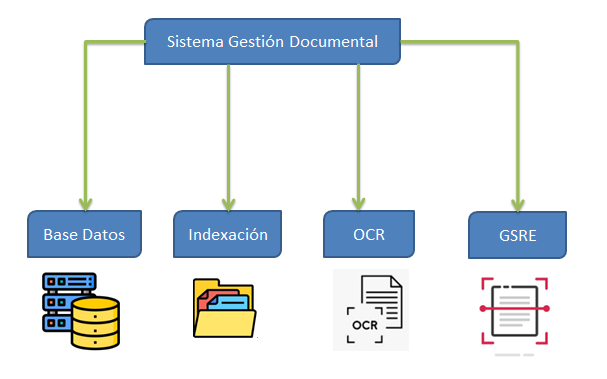 Sistema Gestión Documental
Base Datos
Indexación
OCR
GSRE
OCR